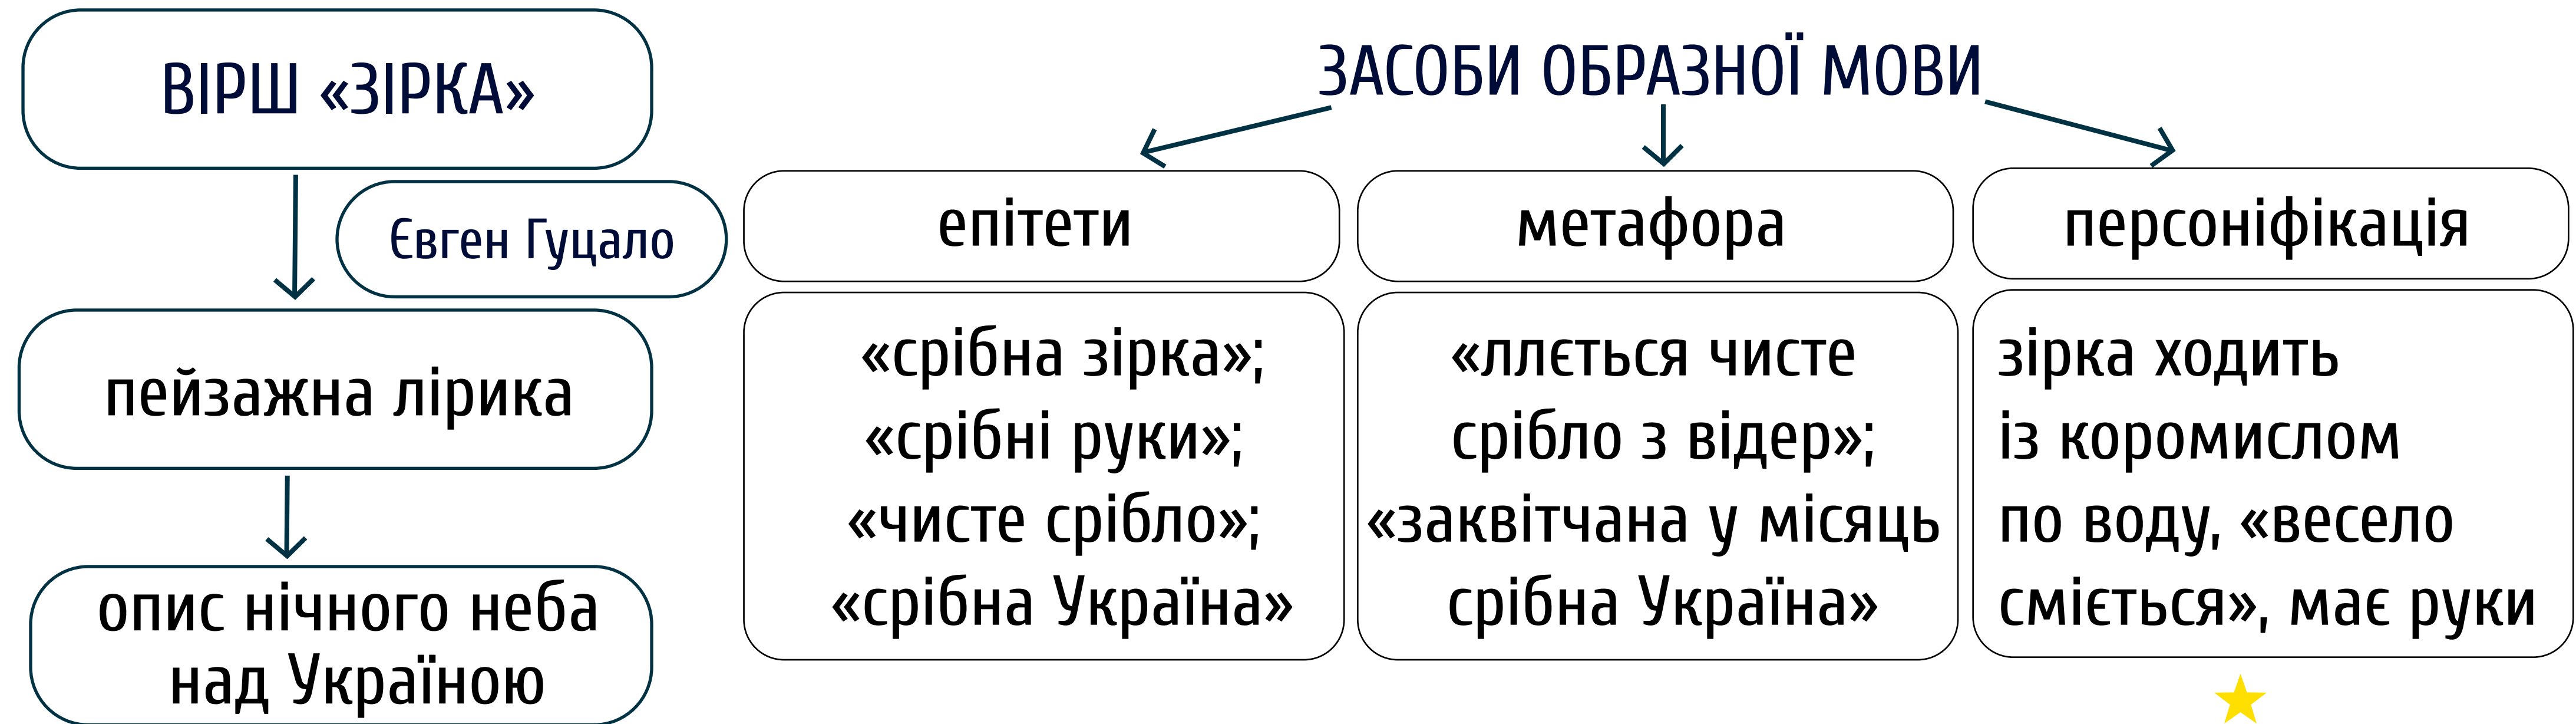 ВІРШ «ЗІРКА»
Євген Гуцало
пейзажна лірика
опис нічного неба
над Україною
ЗАСОБИ ОБРАЗНОЇ МОВИ
епітети
«срібна зірка»;
«срібні руки»;
«чисте срібло»;
«срібна Україна»
метафора
«ллється чисте
срібло з відер»;
«заквітчана у місяць
срібна Україна»
персоніфікація
зірка ходить
із коромислом
по воду, «весело
сміється», має руки